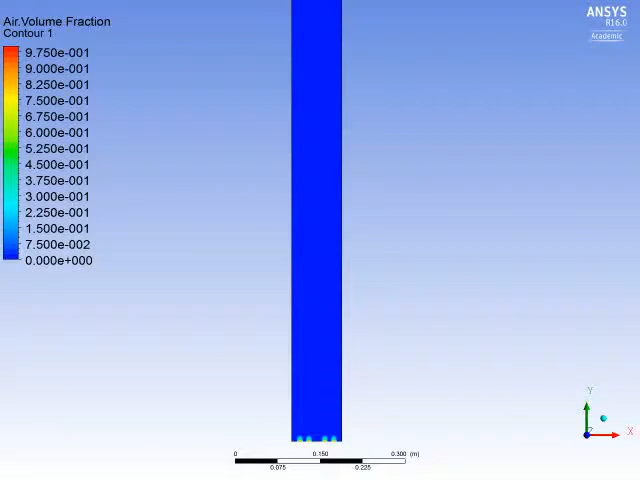 Air.Volume Fraction
Contour 1
9.750e-001
9.000e-001
8.250e-001
7.500e-001
6.750e-001
6.000e-001
5.250e-001
4.500e-001
3.750e-001
3.000e-001
2.250e-001
1.500e-001
7.500e-002
0.000e+000
ANSYS
R16.0
Academic
Y
Z
X
0 0.150 0.300 (m)
0.075 0.225